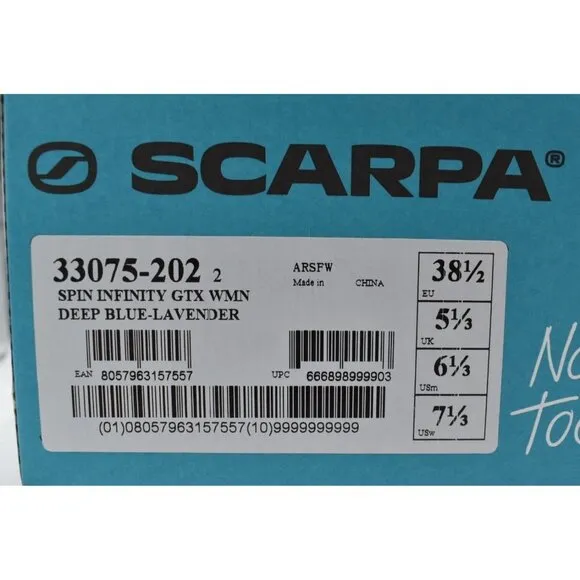 SCARPA®
33075-202 2
SPIN INFINITY GTX WMN
DEEP BLUE-LAVENDER
ARSFW
Made in CHINA
EAN 8057963157557
UPC 666898999903
(01)08057963157557(10)9999999999
38½
EU
5⅓
UK
6⅓
USm
7⅓
USw